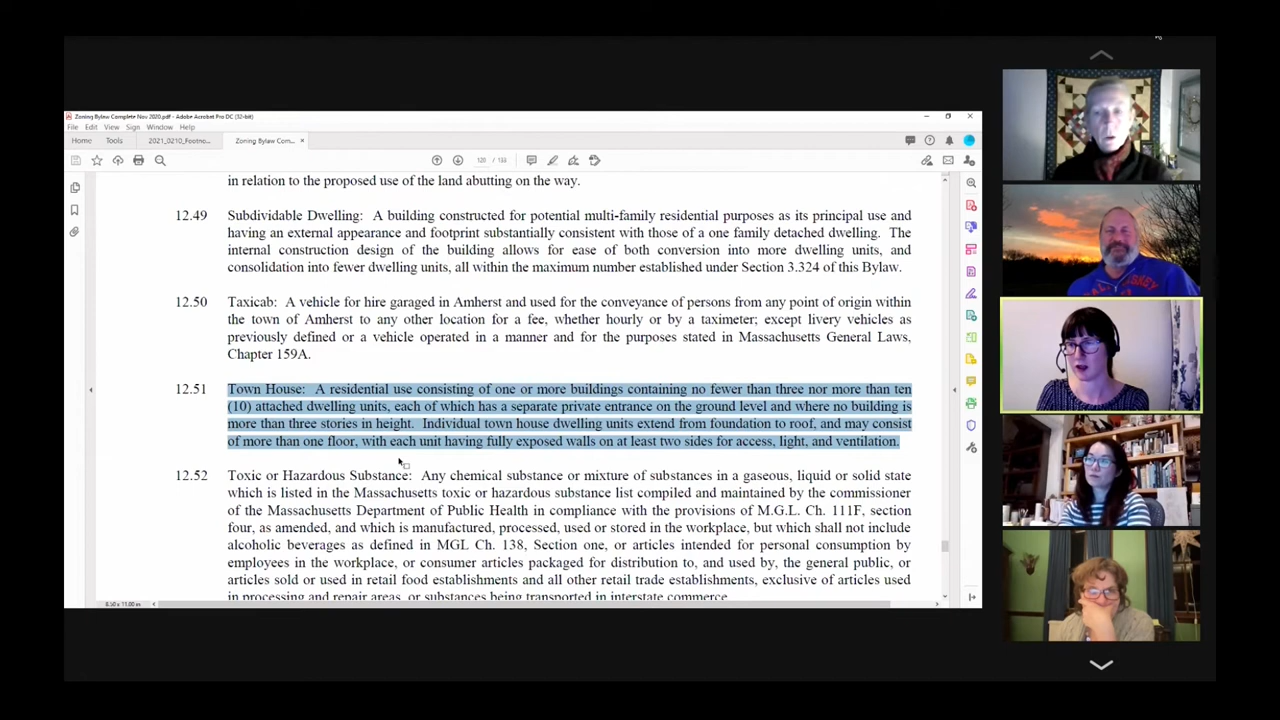 Zoning Bylaw Complete Nov 2020.pdf - Adobe Acrobat Pro DC (32-bit)
File Edit View Sign Window Help
Home Tools 2021_0210_Footno... Zoning Bylaw Com... ×
120 / 133
in relation to the proposed use of the land abutting on the way.
12.49 Subdividable Dwelling: A building constructed for potential multi-family residential purposes as its principal use and
having an external appearance and footprint substantially consistent with those of a one family detached dwelling. The
internal construction design of the building allows for ease of both conversion into more dwelling units, and
consolidation into fewer dwelling units, all within the maximum number established under Section 3.324 of this Bylaw.
12.50 Taxicab: A vehicle for hire garaged in Amherst and used for the conveyance of persons from any point of origin within
the town of Amherst to any other location for a fee, whether hourly or by a taximeter; except livery vehicles as
previously defined or a vehicle operated in a manner and for the purposes stated in Massachusetts General Laws,
Chapter 159A.
12.51 Town House: A residential use consisting of one or more buildings containing no fewer than three nor more than ten
(10) attached dwelling units, each of which has a separate private entrance on the ground level and where no building is
more than three stories in height. Individual town house dwelling units extend from foundation to roof, and may consist
of more than one floor, with each unit having fully exposed walls on at least two sides for access, light, and ventilation.
12.52 Toxic or Hazardous Substance: Any chemical substance or mixture of substances in a gaseous, liquid or solid state
which is listed in the Massachusetts toxic or hazardous substance list compiled and maintained by the commissioner
of the Massachusetts Department of Public Health in compliance with the provisions of M.G.L. Ch. 111F, section
four, as amended, and which is manufactured, processed, used or stored in the workplace, but which shall not include
alcoholic beverages as defined in MGL Ch. 138, Section one, or articles intended for personal consumption by
employees in the workplace, or consumer articles packaged for distribution to, and used by, the general public, or
articles sold or used in retail food establishments and all other retail trade establishments, exclusive of articles used
in processing and repair areas, or substances being transported in interstate commerce
8.50 x 11.00 in